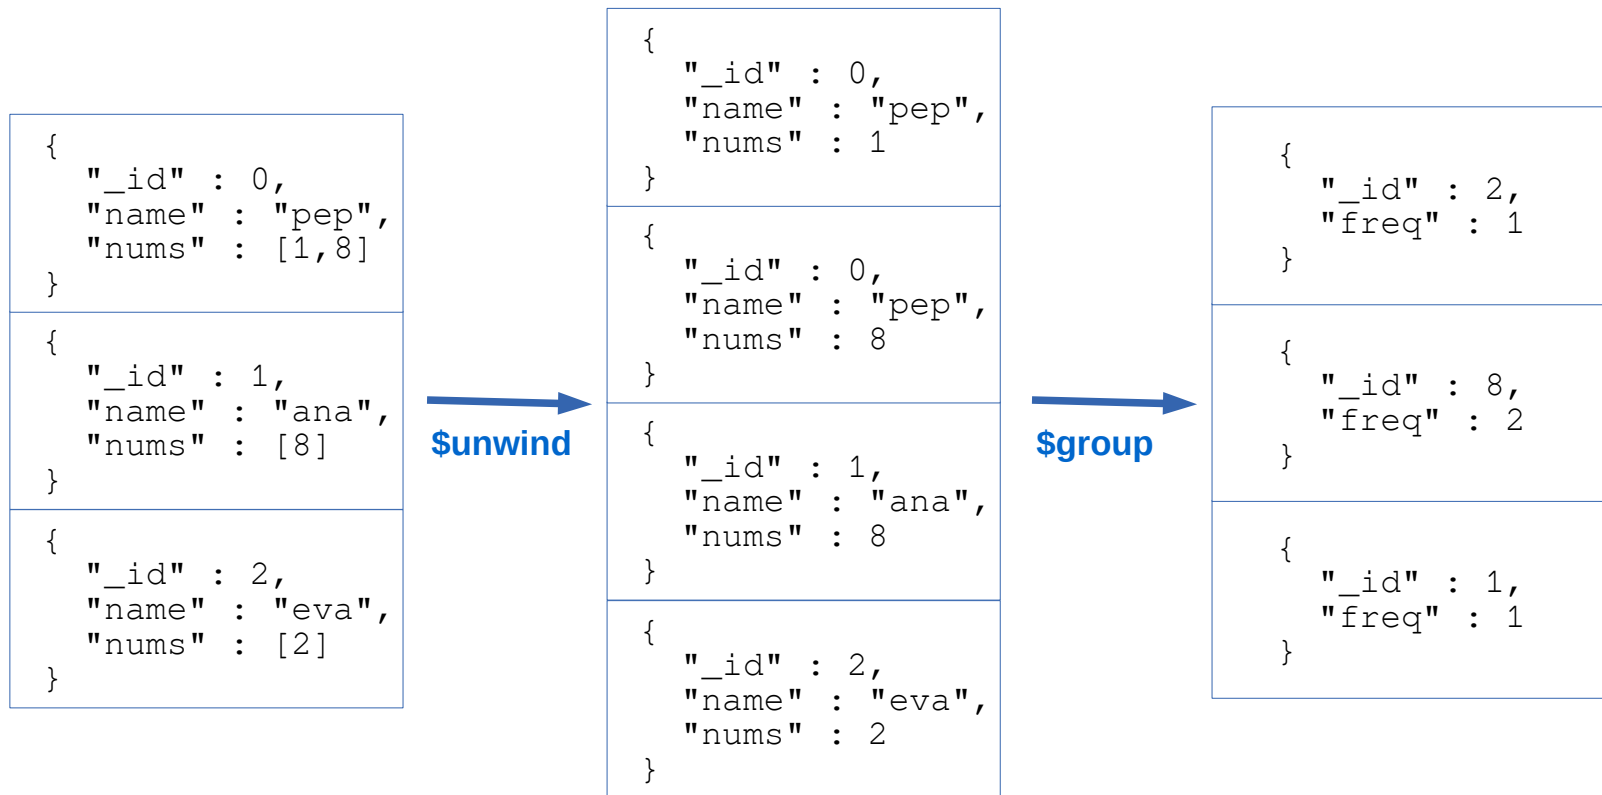 {
"_id" : 0,
"name" : "pep",
"nums" : [1,8]
}
{
"_id" : 1,
"name" : "ana",
"nums" : [8]
}
{
"_id" : 2,
"name" : "eva",
"nums" : [2]
}
$unwind
{
"_id" : 0,
"name" : "pep",
"nums" : 1
}
{
"_id" : 0,
"name" : "pep",
"nums" : 8
}
{
"_id" : 1,
"name" : "ana",
"nums" : 8
}
{
"_id" : 2,
"name" : "eva",
"nums" : 2
}
$group
{
"_id" : 2,
"freq" : 1
}
{
"_id" : 8,
"freq" : 2
}
{
"_id" : 1,
"freq" : 1
}